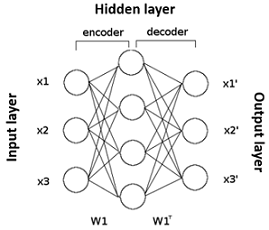 Hidden layer
encoder decoder
x1 x1'
x2 x2'
x3 x3'
Input layer
Output layer
W1 W1ᵀ